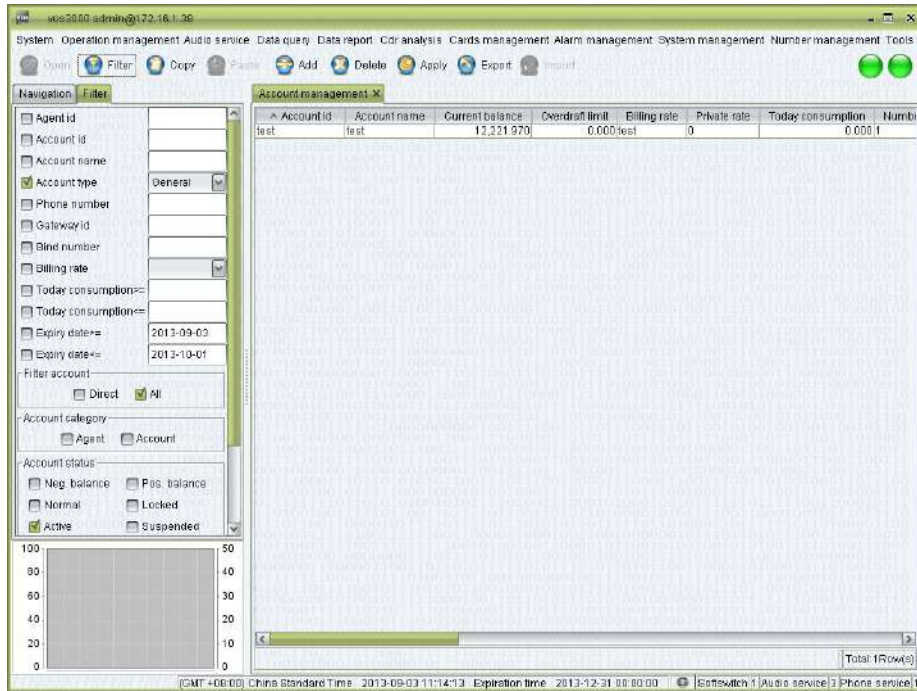 vos3000 admin@172.16.1.38
System Operation management Audio service Data query Data report Cdr analysis Cards management Alarm management System management Number management Tools
Open Filter Copy Paste Add Delete Apply Export Import
Navigation Filter
Account management X
Account id Account name Current balance Overdraft limit Billing rate Private rate Today consumption Numbe
test test 12,221.970 0.000 test 0 0.000 1
Agent id
Account id
Account name
Account type General
Phone number
Gateway id
Bind number
Billing rate
Today consumption>=
Today consumption<=
Expiry date>= 2013-09-03
Expiry date<= 2013-10-01
Filter account
Direct All
Account category
Agent Account
Account status
Neg. balance Pos. balance
Normal Locked
Active Suspended
100 50
80 40
60 30
40 20
20 10
0 0
Total:1Row(s)
(GMT +08:00) China Standard Time 2013-09-03 11:14:13 Expiration time 2013-12-31 00:00:00 Softswitch 1 Audio service 3 Phone service 1